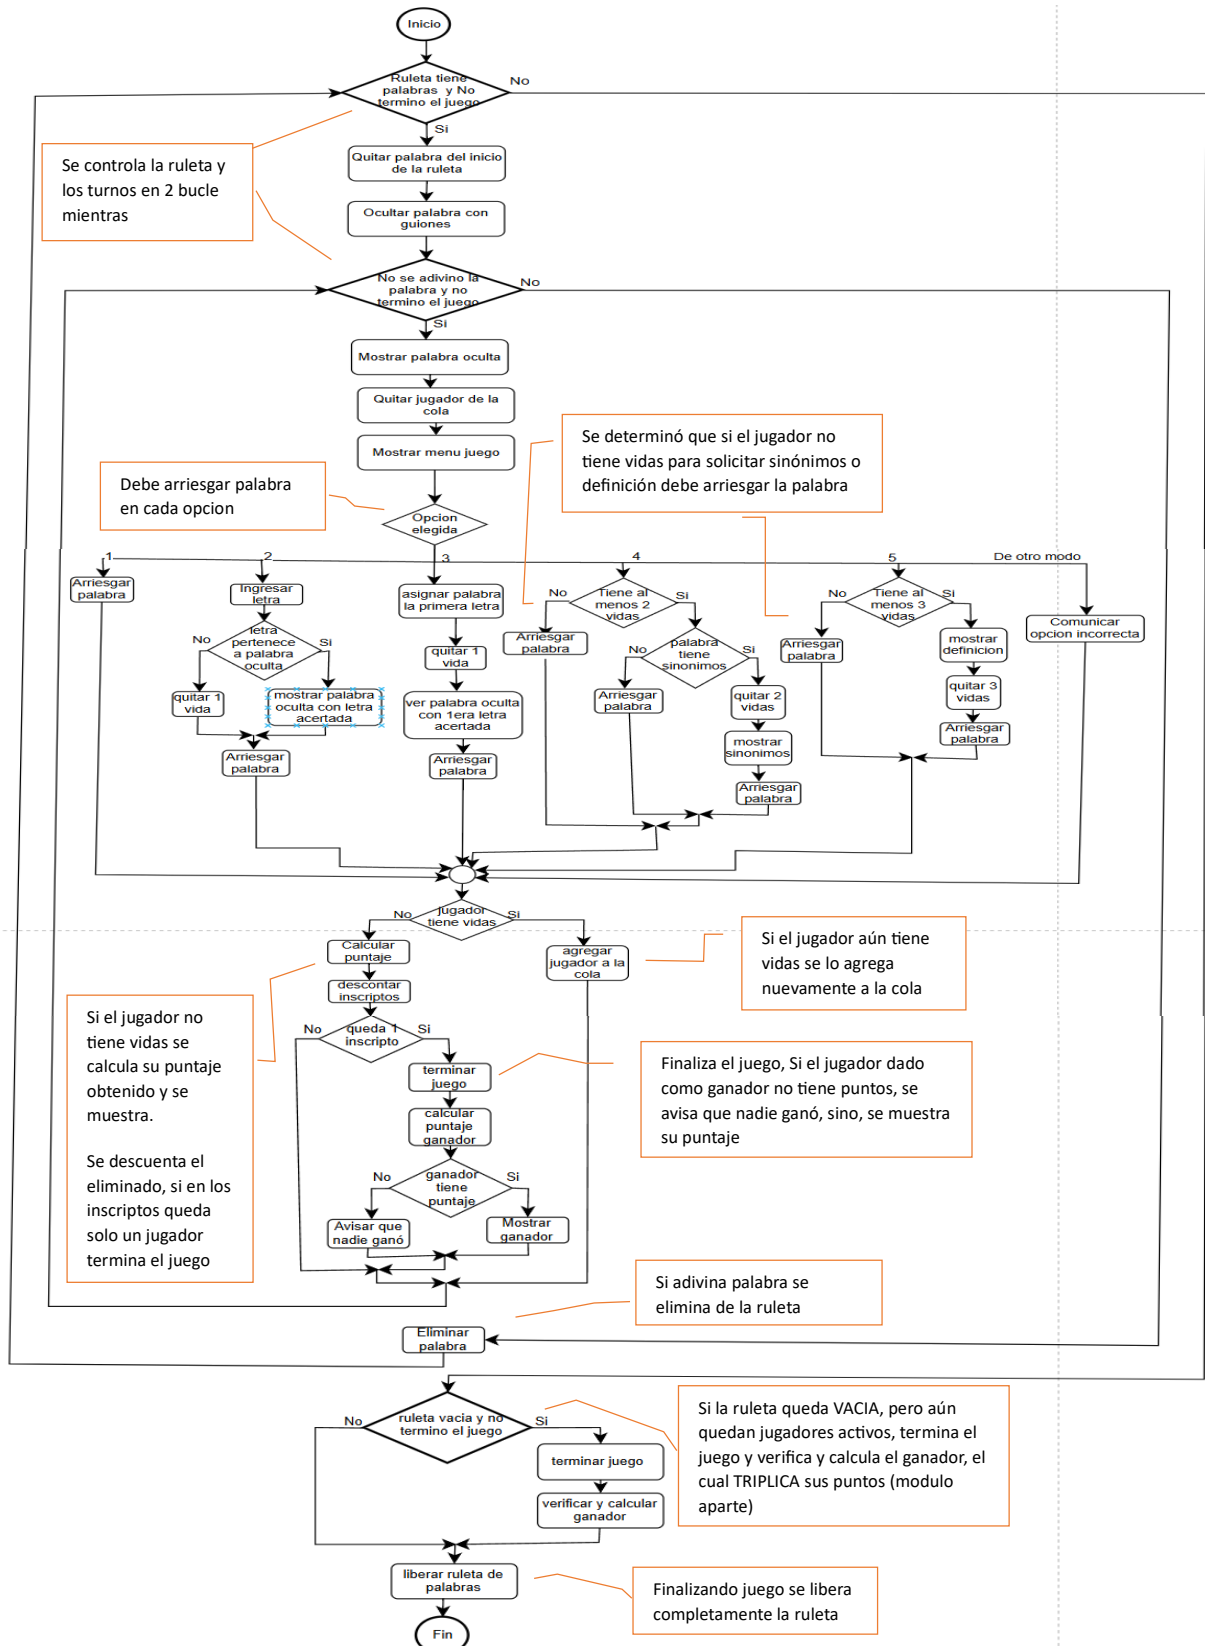 Inicio
Ruleta tiene
palabras y No
termino el juego
No
Si
Se controla la ruleta y
los turnos en 2 bucle
mientras
Quitar palabra del inicio
de la ruleta
Ocultar palabra con
guiones
No se adivino la
palabra y no
termino el juego
No
Si
Mostrar palabra oculta
Quitar jugador de la
cola
Mostrar menu juego
Se determinó que si el jugador no
tiene vidas para solicitar sinónimos o
definición debe arriesgar la palabra
Debe arriesgar palabra
en cada opcion
Opcion
elegida
1
2
3
4
5
De otro modo
Arriesgar
palabra
Ingresar
letra
letra
pertenece
a palabra
oculta
No
Si
quitar 1
vida
mostrar palabra
oculta con letra
acertada
Arriesgar
palabra
asignar palabra
la primera letra
quitar 1
vida
ver palabra oculta
con 1era letra
acertada
Arriesgar
palabra
Tiene al
menos 2
vidas
No
Si
Arriesgar
palabra
palabra
tiene
sinonimos
No
Si
Arriesgar
palabra
quitar 2
vidas
mostrar
sinonimos
Arriesgar
palabra
Tiene al
menos 3
vidas
No
Si
Arriesgar
palabra
mostrar
definicion
quitar 3
vidas
Arriesgar
palabra
Comunicar
opcion incorrecta
jugador
tiene vidas
No
Si
Calcular
puntaje
descontar
inscriptos
agregar
jugador a la
cola
Si el jugador aún tiene
vidas se lo agrega
nuevamente a la cola
Si el jugador no
tiene vidas se
calcula su puntaje
obtenido y se
muestra.
Se descuenta el
eliminado, si en los
inscriptos queda
solo un jugador
termina el juego
queda 1
inscripto
No
Si
terminar
juego
Finaliza el juego, Si el jugador dado
como ganador no tiene puntos, se
avisa que nadie ganó, sino, se muestra
su puntaje
calcular
puntaje
ganador
ganador
tiene
puntaje
No
Si
Avisar que
nadie ganó
Mostrar
ganador
Si adivina palabra se
elimina de la ruleta
Eliminar
palabra
ruleta vacia y no
termino el juego
No
Si
Si la ruleta queda VACIA, pero aún
quedan jugadores activos, termina el
juego y verifica y calcula el ganador, el
cual TRIPLICA sus puntos (modulo
aparte)
terminar juego
verificar y calcular
ganador
liberar ruleta de
palabras
Finalizando juego se libera
completamente la ruleta
Fin